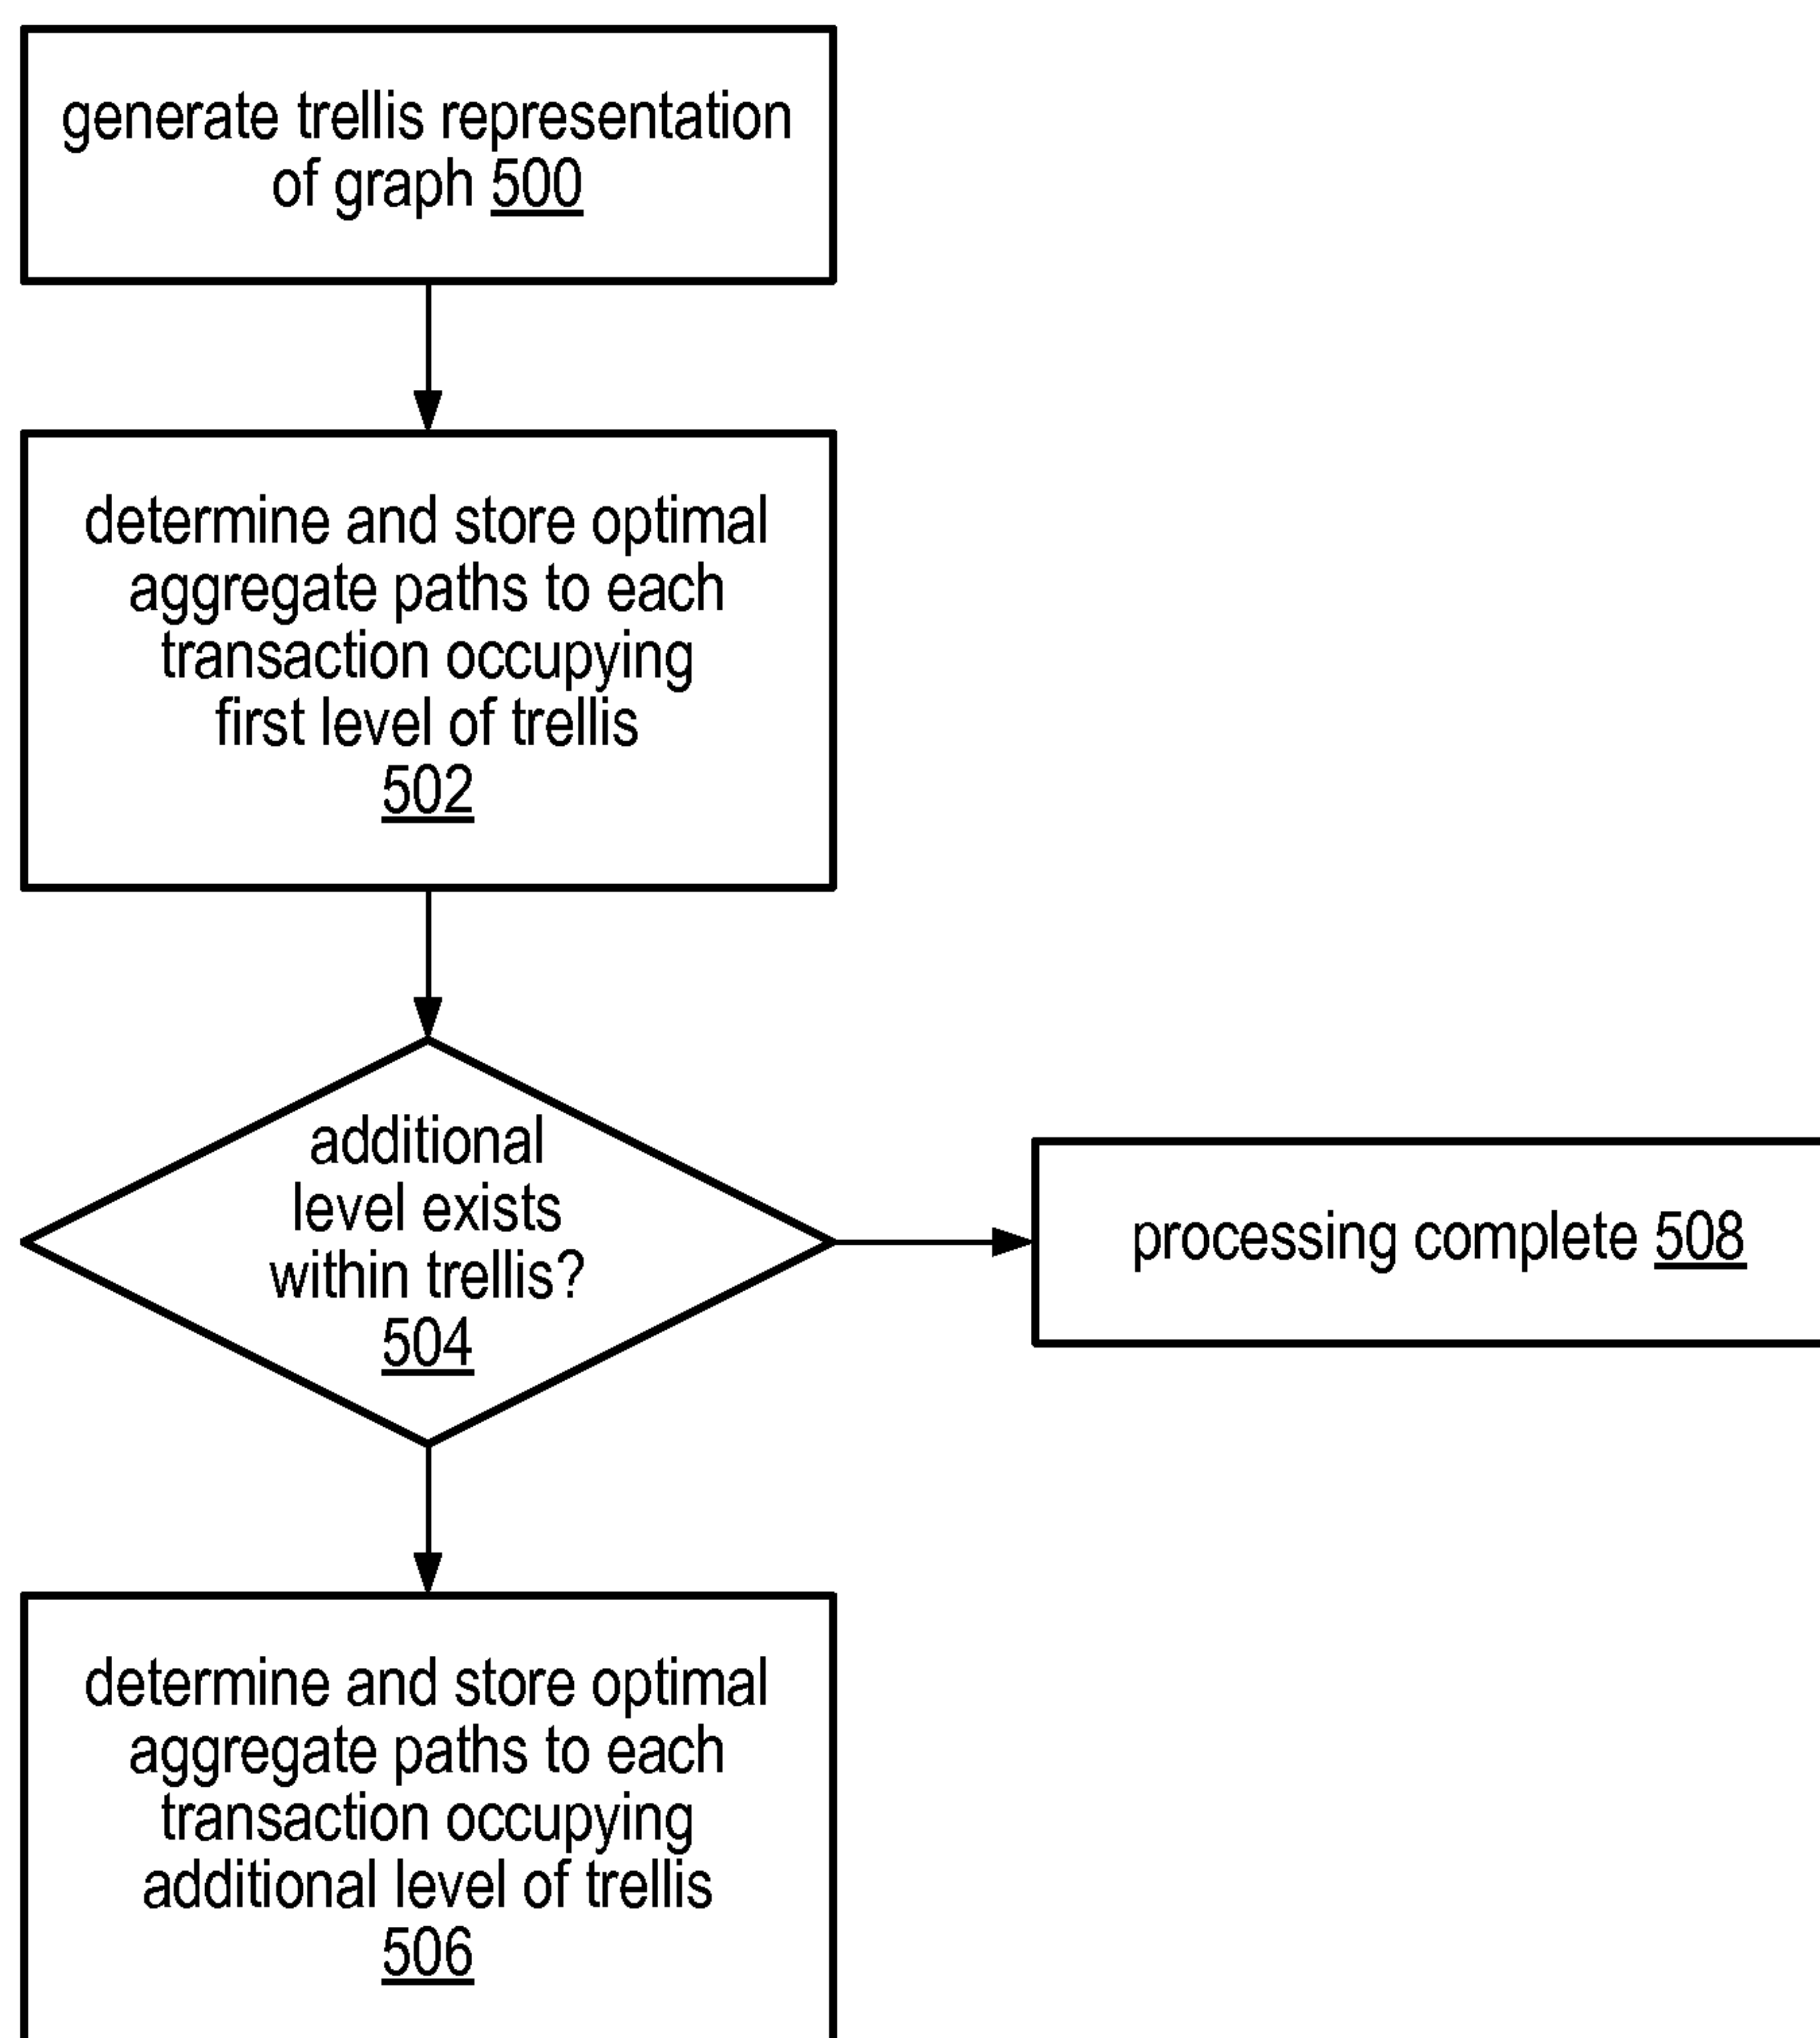 generate trellis representation
of graph 500
determine and store optimal
aggregate paths to each
transaction occupying
first level of trellis
502
additional
level exists
within trellis?
504
processing complete 508
determine and store optimal
aggregate paths to each
transaction occupying
additional level of trellis
506